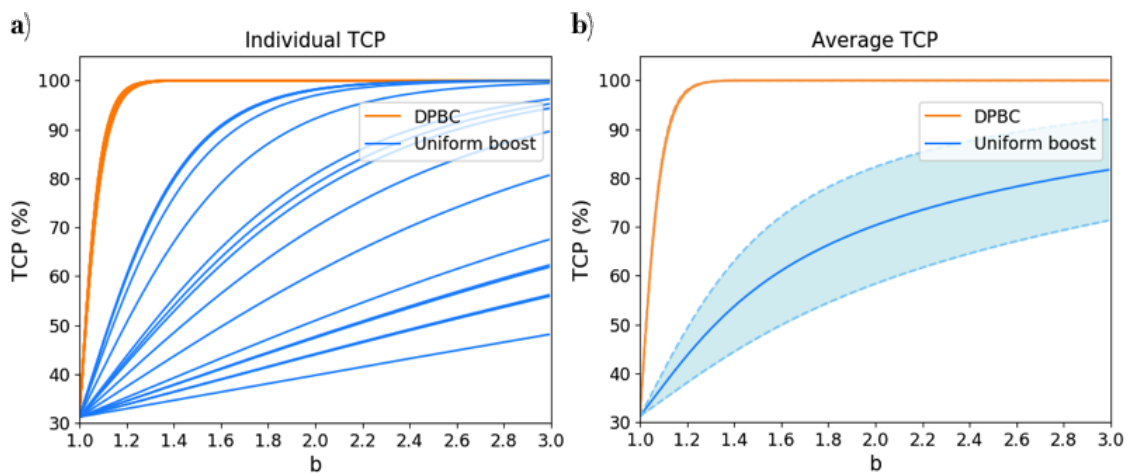 a)
Individual TCP
TCP (%)
100
90
80
70
60
50
40
30
1.0 1.2 1.4 1.6 1.8 2.0 2.2 2.4 2.6 2.8 3.0
b
DPBC
Uniform boost
b)
Average TCP
TCP (%)
100
90
80
70
60
50
40
30
1.0 1.2 1.4 1.6 1.8 2.0 2.2 2.4 2.6 2.8 3.0
b
DPBC
Uniform boost